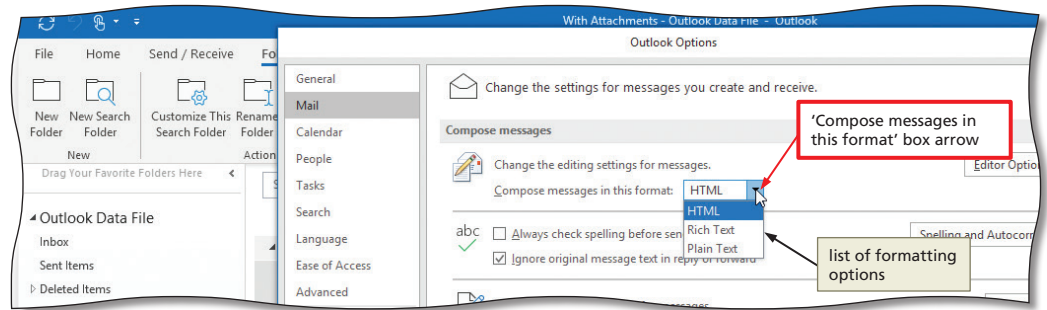 With Attachments - Outlook Data File - Outlook
Outlook Options
File Home Send / Receive Fo
New
Folder
New Search
Folder
Customize This
Search Folder
Rename
Folder
New
Action
Drag Your Favorite Folders Here
Outlook Data File
Inbox
Sent Items
Deleted Items
General
Mail
Calendar
People
Tasks
Search
Language
Ease of Access
Advanced
Change the settings for messages you create and receive.
Compose messages
Change the editing settings for messages.
Editor Optio
Compose messages in this format: HTML
HTML
Rich Text
Plain Text
abc
Always check spelling before sen
Spelling and Autocorr
Ignore original message text in reply or forward
messages
'Compose messages in
this format' box arrow
list of formatting
options